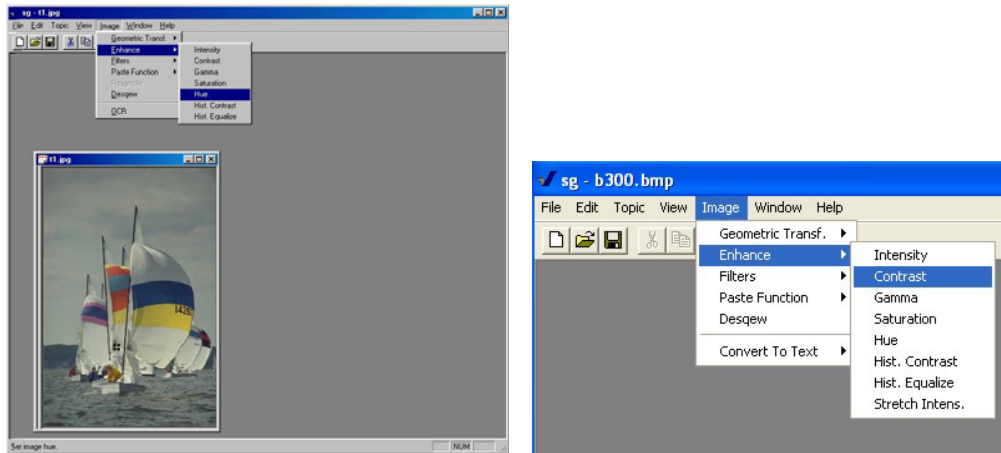 sg - t1.jpg
File Edit Topic View Image Window Help
Geometric Transf.
Enhance
Filters
Paste Function
Resample
Desqew
OCR
Intensity
Contrast
Gamma
Saturation
Hue
Hist. Contrast
Hist. Equalize
t1.jpg
Set image hue.
NUM
sg - b300.bmp
File Edit Topic View Image Window Help
Geometric Transf.
Enhance
Filters
Paste Function
Desqew
Convert To Text
Intensity
Contrast
Gamma
Saturation
Hue
Hist. Contrast
Hist. Equalize
Stretch Intens.